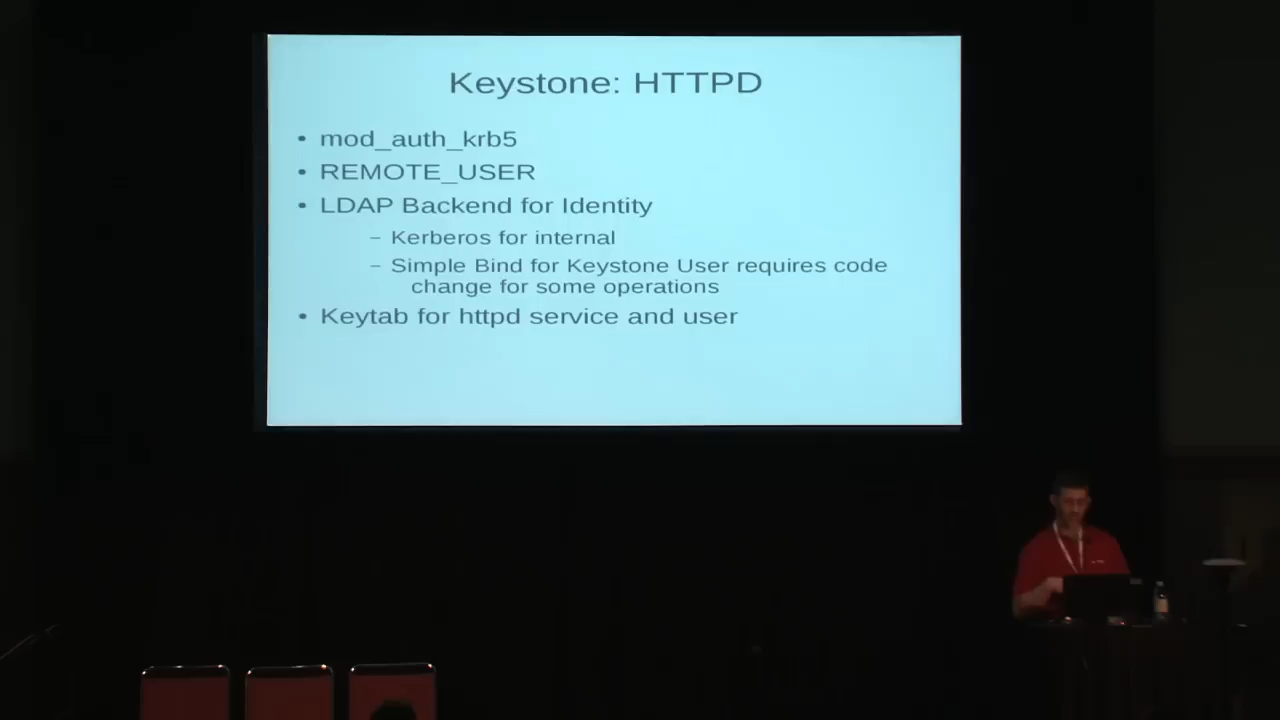 Keystone: HTTPD
• mod_auth_krb5
• REMOTE_USER
• LDAP Backend for Identity
– Kerberos for internal
– Simple Bind for Keystone User requires code
change for some operations
• Keytab for httpd service and user